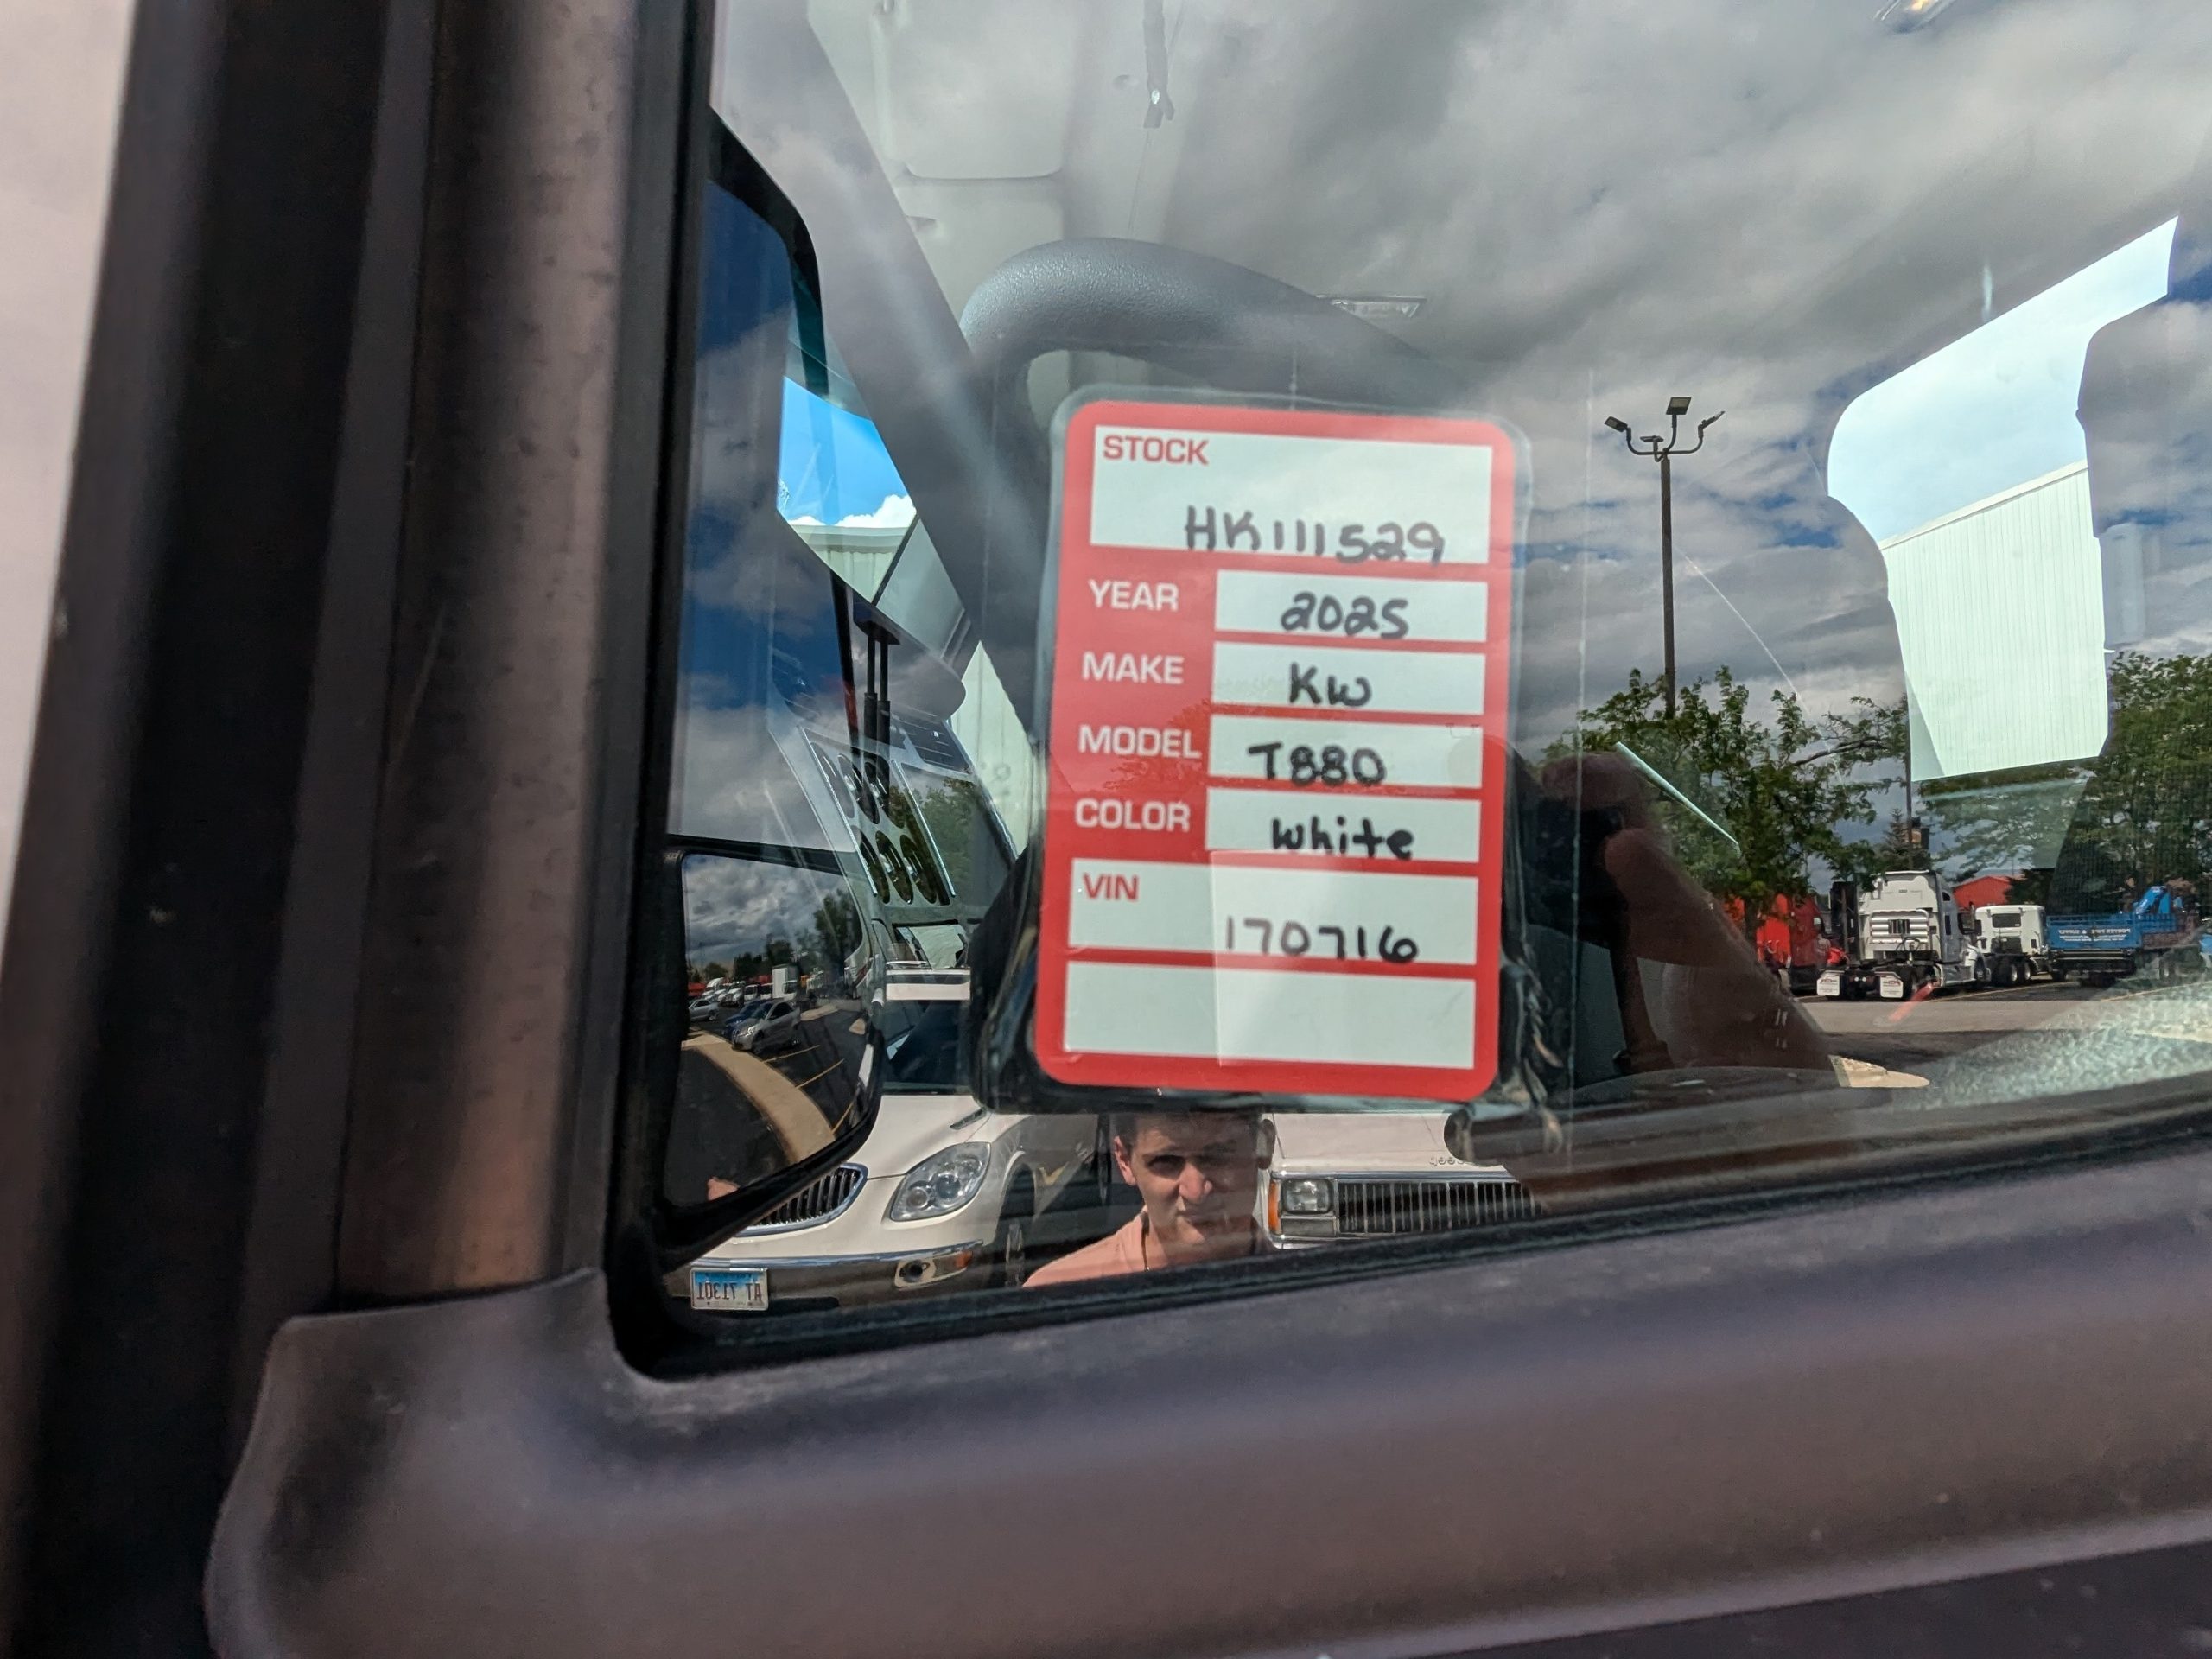 STOCK
HK111529
YEAR 2025
MAKE KW
MODEL T880
COLOR white
VIN
170716